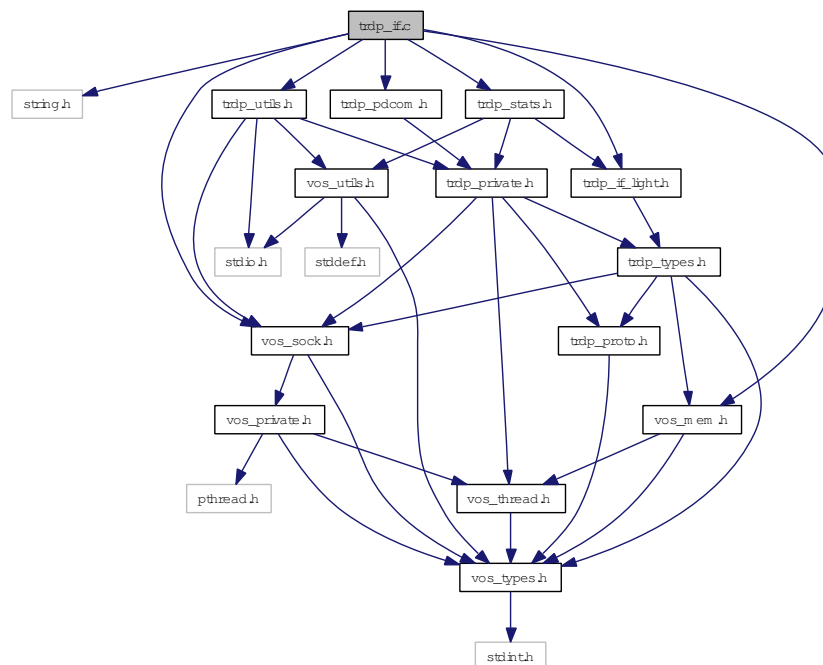 trdp_if.c
string.h
trdp_utils.h
trdp_pdcom.h
trdp_stats.h
vos_utils.h
trdp_private.h
trdp_if_light.h
stdio.h
stddef.h
trdp_types.h
vos_sock.h
trdp_proto.h
vos_private.h
vos_mem.h
pthread.h
vos_thread.h
vos_types.h
stdint.h